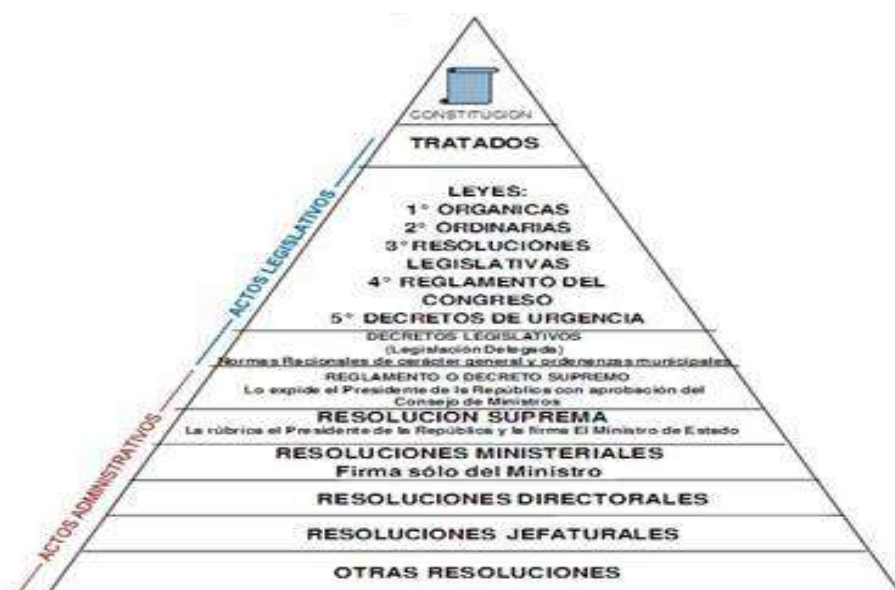 CONSTITUCION
TRATADOS
LEYES:
1° ORGANICAS
2° ORDINARIAS
3° RESOLUCIONES
LEGISLATIVAS
4° REGLAMENTO DEL
CONGRESO
5° DECRETOS DE URGENCIA
DECRETOS LEGISLATIVOS
(Legislación Delegada)
Normas Racionales de carácter general y ordenanzas municipales
REGLAMENTO O DECRETO SUPREMO
Lo expide el Presidente de la República con aprobación del
Consejo de Ministros
RESOLUCION SUPREMA
La rúbrica el Presidente de la República y la firma El Ministro de Estado
RESOLUCIONES MINISTERIALES
Firma sólo del Ministro
RESOLUCIONES DIRECTORALES
RESOLUCIONES JEFATURALES
OTRAS RESOLUCIONES
ACTOS LEGISLATIVOS
ACTOS ADMINISTRATIVOS